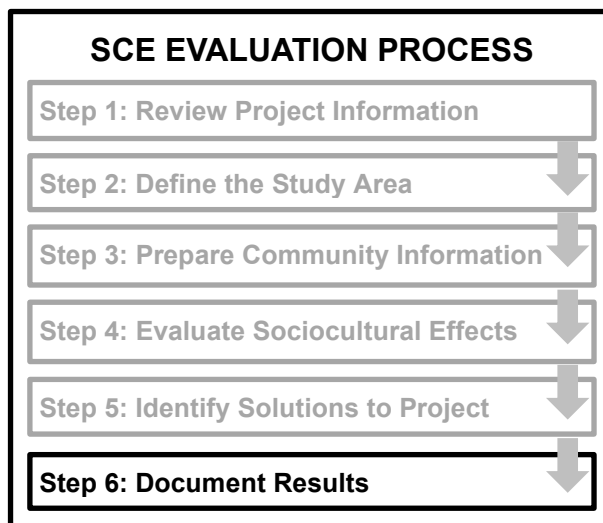 SCE EVALUATION PROCESS
Step 1: Review Project Information
Step 2: Define the Study Area
Step 3: Prepare Community Information
Step 4: Evaluate Sociocultural Effects
Step 5: Identify Solutions to Project
Step 6: Document Results